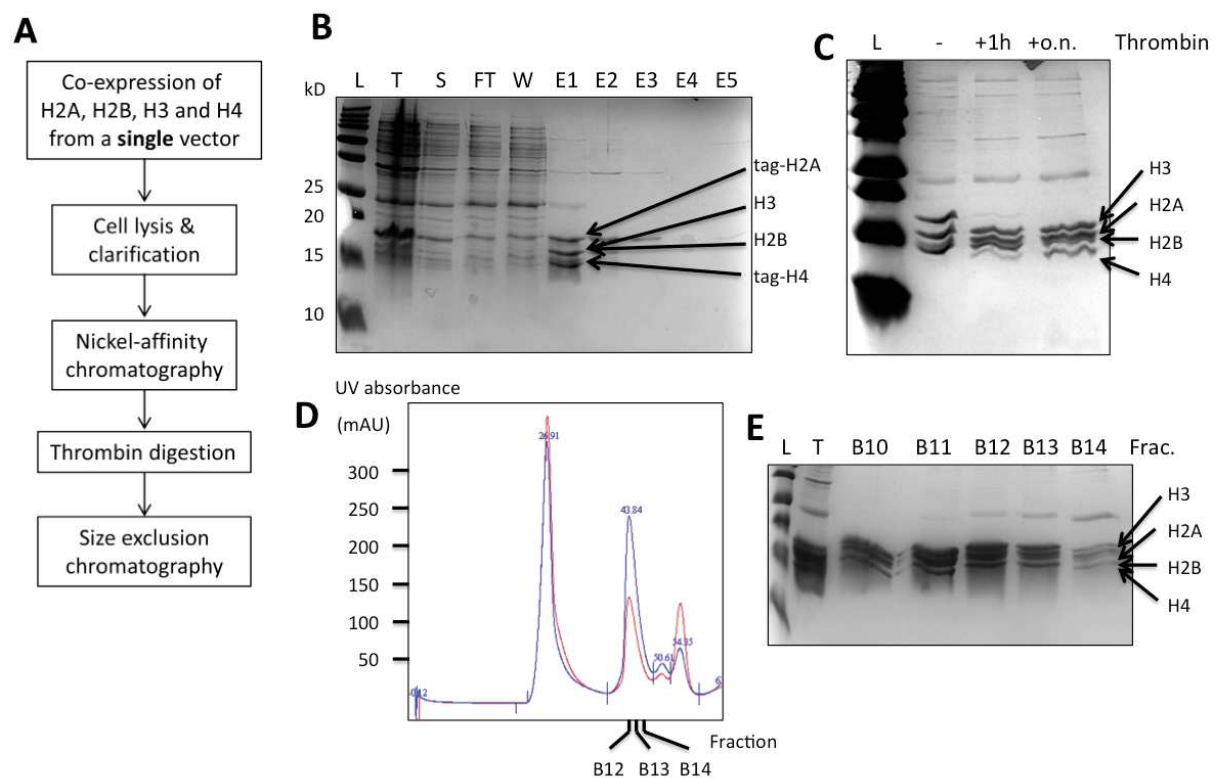 A
Co-expression of
H2A, H2B, H3 and H4
from a single vector
Cell lysis &
clarification
Nickel-affinity
chromatography
Thrombin digestion
Size exclusion
chromatography
B
kD L T S FT W E1 E2 E3 E4 E5
25
20
15
10
tag-H2A
H3
H2B
tag-H4
C
L - +1h +o.n. Thrombin
H3
H2A
H2B
H4
D
UV absorbance
(mAU)
300
250
200
150
100
50
26.91
43.84
50.61
54.35
Fraction
B12 B13 B14
E
L T B10 B11 B12 B13 B14 Frac.
H3
H2A
H2B
H4